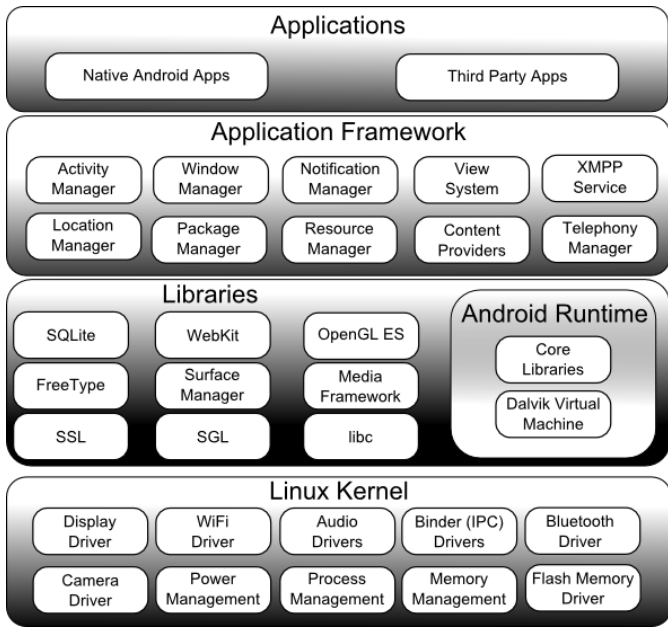 Applications
Native Android Apps
Third Party Apps
Application Framework
Activity
Manager
Window
Manager
Notification
Manager
View
System
XMPP
Service
Location
Manager
Package
Manager
Resource
Manager
Content
Providers
Telephony
Manager
Libraries
SQLite
WebKit
OpenGL ES
FreeType
Surface
Manager
Media
Framework
SSL
SGL
libc
Android Runtime
Core
Libraries
Dalvik Virtual
Machine
Linux Kernel
Display
Driver
WiFi
Driver
Audio
Drivers
Binder (IPC)
Drivers
Bluetooth
Driver
Camera
Driver
Power
Management
Process
Management
Memory
Management
Flash Memory
Driver